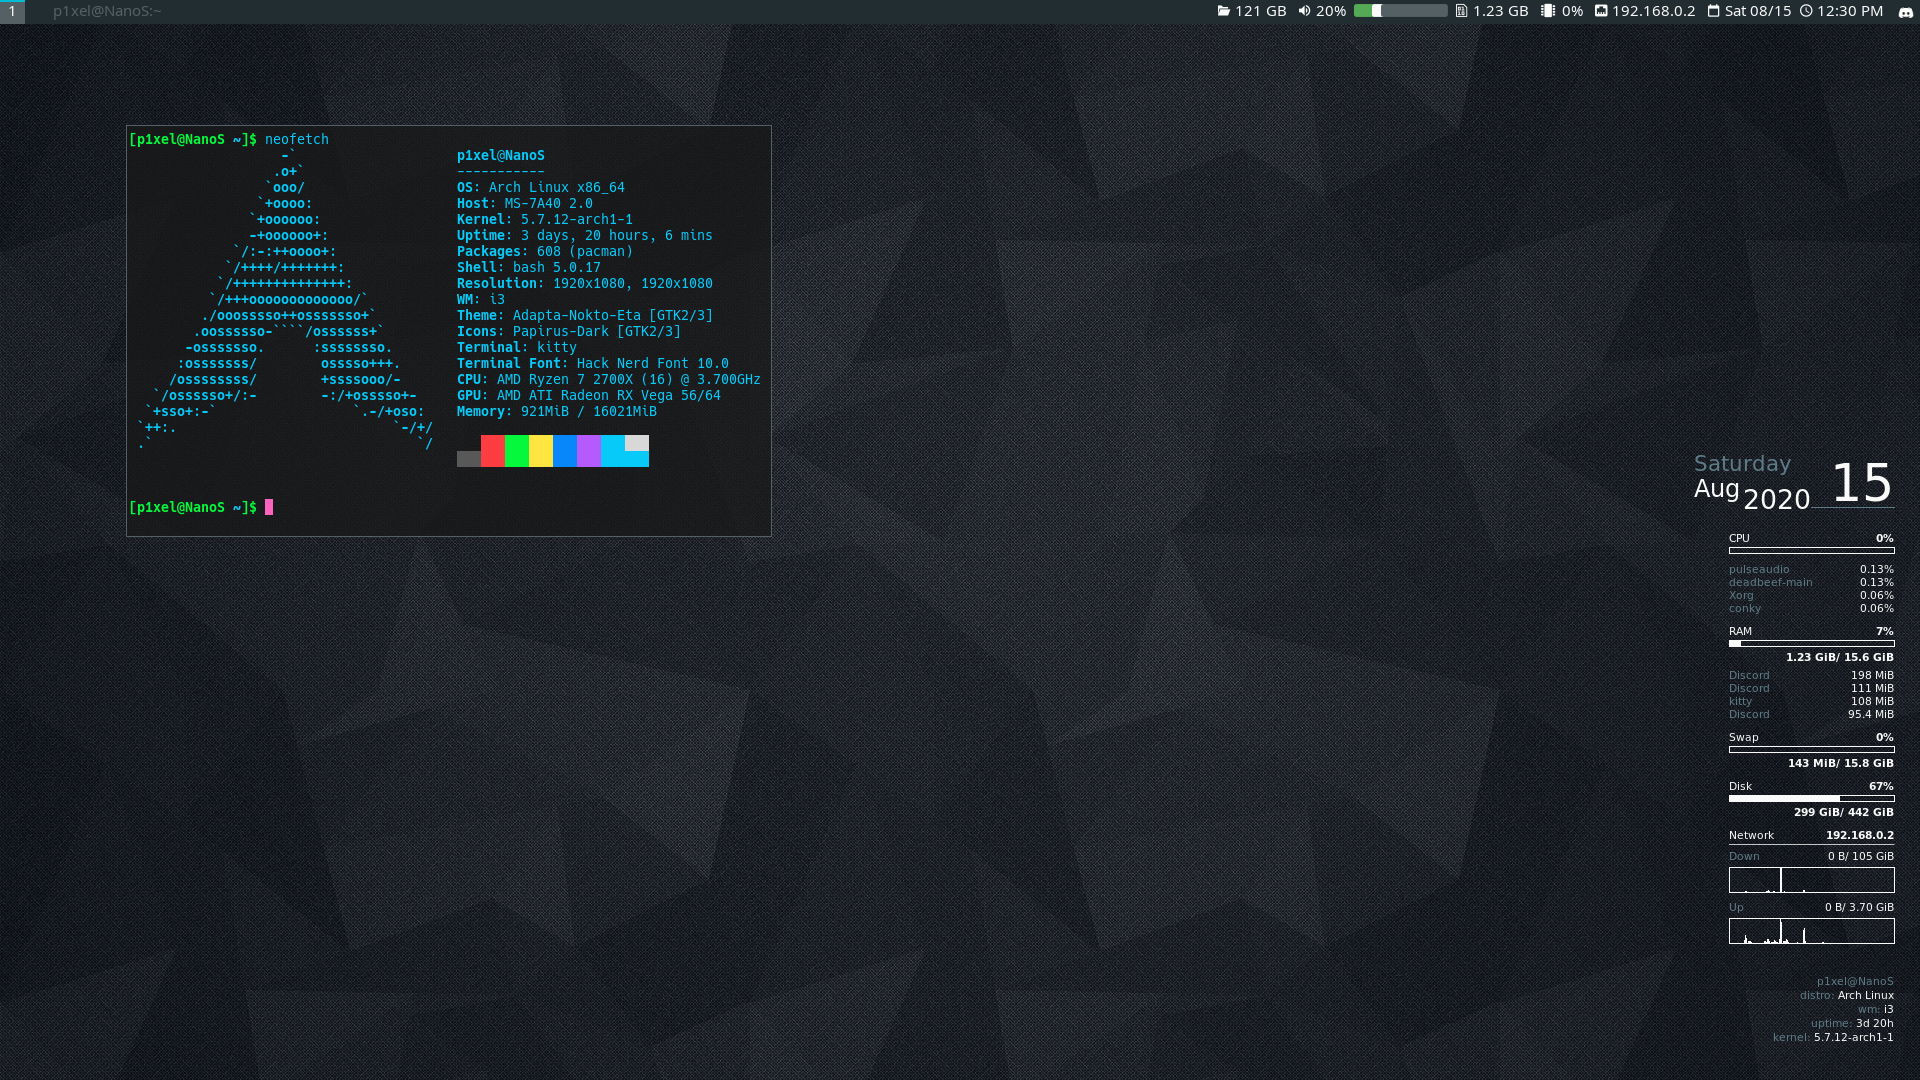 1 p1xel@NanoS:~ 121 GB 20% 1.23 GB 0% 192.168.0.2 Sat 08/15 12:30 PM
[p1xel@NanoS ~]$ neofetch
-`
.o+`
`ooo/
`+oooo:
`+oooooo:
-+oooooo+:
`/:-:++oooo+:
`/++++/+++++++:
`/++++++++++++++:
`/+++ooooooooooooo/`
./ooosssso++osssssso+`
.oossssso-````/ossssss+`
-osssssso.      :ssssssso.
:osssssss/        osssso+++.
/ossssssss/        +ssssooo/-
`/ossssso+/:-        -:/+osssso+-
`+sso+:-`                 `.-/+oso:
`++:.                           `-/+/
.`                                 `/
p1xel@NanoS
-----------
OS: Arch Linux x86_64
Host: MS-7A40 2.0
Kernel: 5.7.12-arch1-1
Uptime: 3 days, 20 hours, 6 mins
Packages: 608 (pacman)
Shell: bash 5.0.17
Resolution: 1920x1080, 1920x1080
WM: i3
Theme: Adapta-Nokto-Eta [GTK2/3]
Icons: Papirus-Dark [GTK2/3]
Terminal: kitty
Terminal Font: Hack Nerd Font 10.0
CPU: AMD Ryzen 7 2700X (16) @ 3.700GHz
GPU: AMD ATI Radeon RX Vega 56/64
Memory: 921MiB / 16021MiB
[p1xel@NanoS ~]$
Saturday
Aug 2020 15
CPU 0%
pulseaudio 0.13%
deadbeef-main 0.13%
Xorg 0.06%
conky 0.06%
RAM 7%
1.23 GiB/ 15.6 GiB
Discord 198 MiB
Discord 111 MiB
kitty 108 MiB
Discord 95.4 MiB
Swap 0%
143 MiB/ 15.8 GiB
Disk 67%
299 GiB/ 442 GiB
Network 192.168.0.2
Down 0 B/ 105 GiB
Up 0 B/ 3.70 GiB
p1xel@NanoS
distro: Arch Linux
wm: i3
uptime: 3d 20h
kernel: 5.7.12-arch1-1